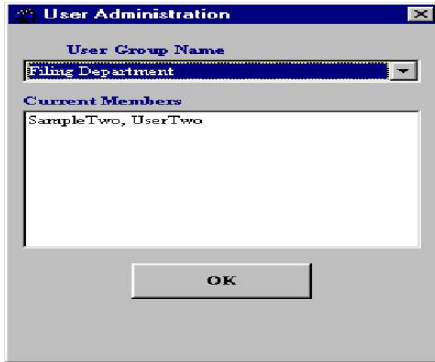 User Administration
User Group Name
Filing Department
Current Members
SampleTwo, UserTwo
OK